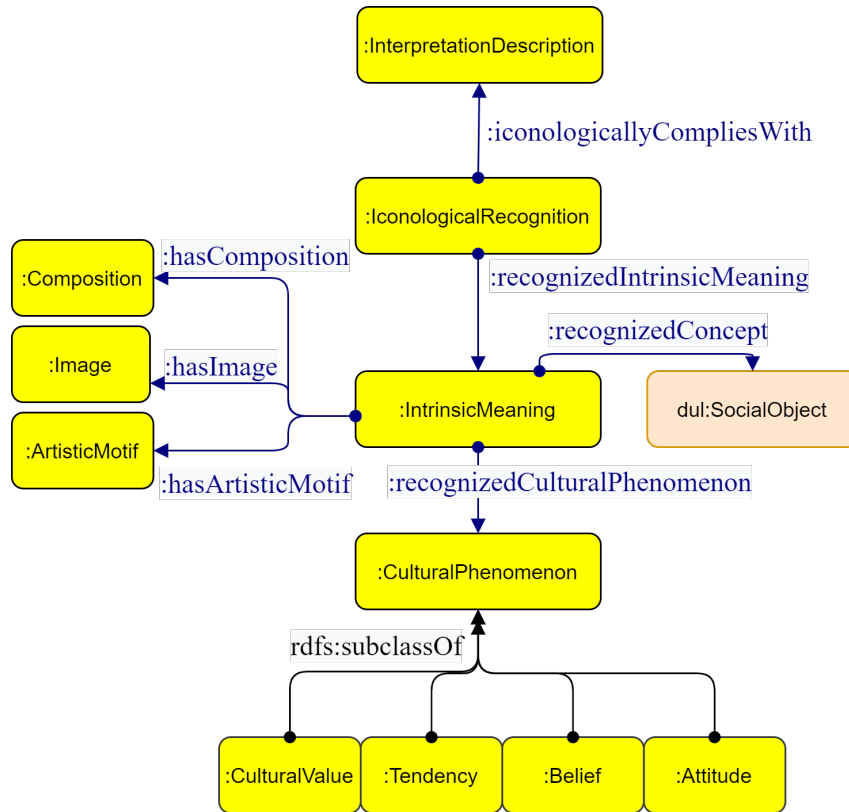 :InterpretationDescription
:iconologicallyCompliesWith
:IconologicalRecognition
:hasComposition
:recognizedIntrinsicMeaning
:Composition
:recognizedConcept
:Image
:hasImage
:IntrinsicMeaning
dul:SocialObject
:ArtisticMotif
:hasArtisticMotif
:recognizedCulturalPhenomenon
:CulturalPhenomenon
rdfs:subclassOf
:CulturalValue
:Tendency
:Belief
:Attitude